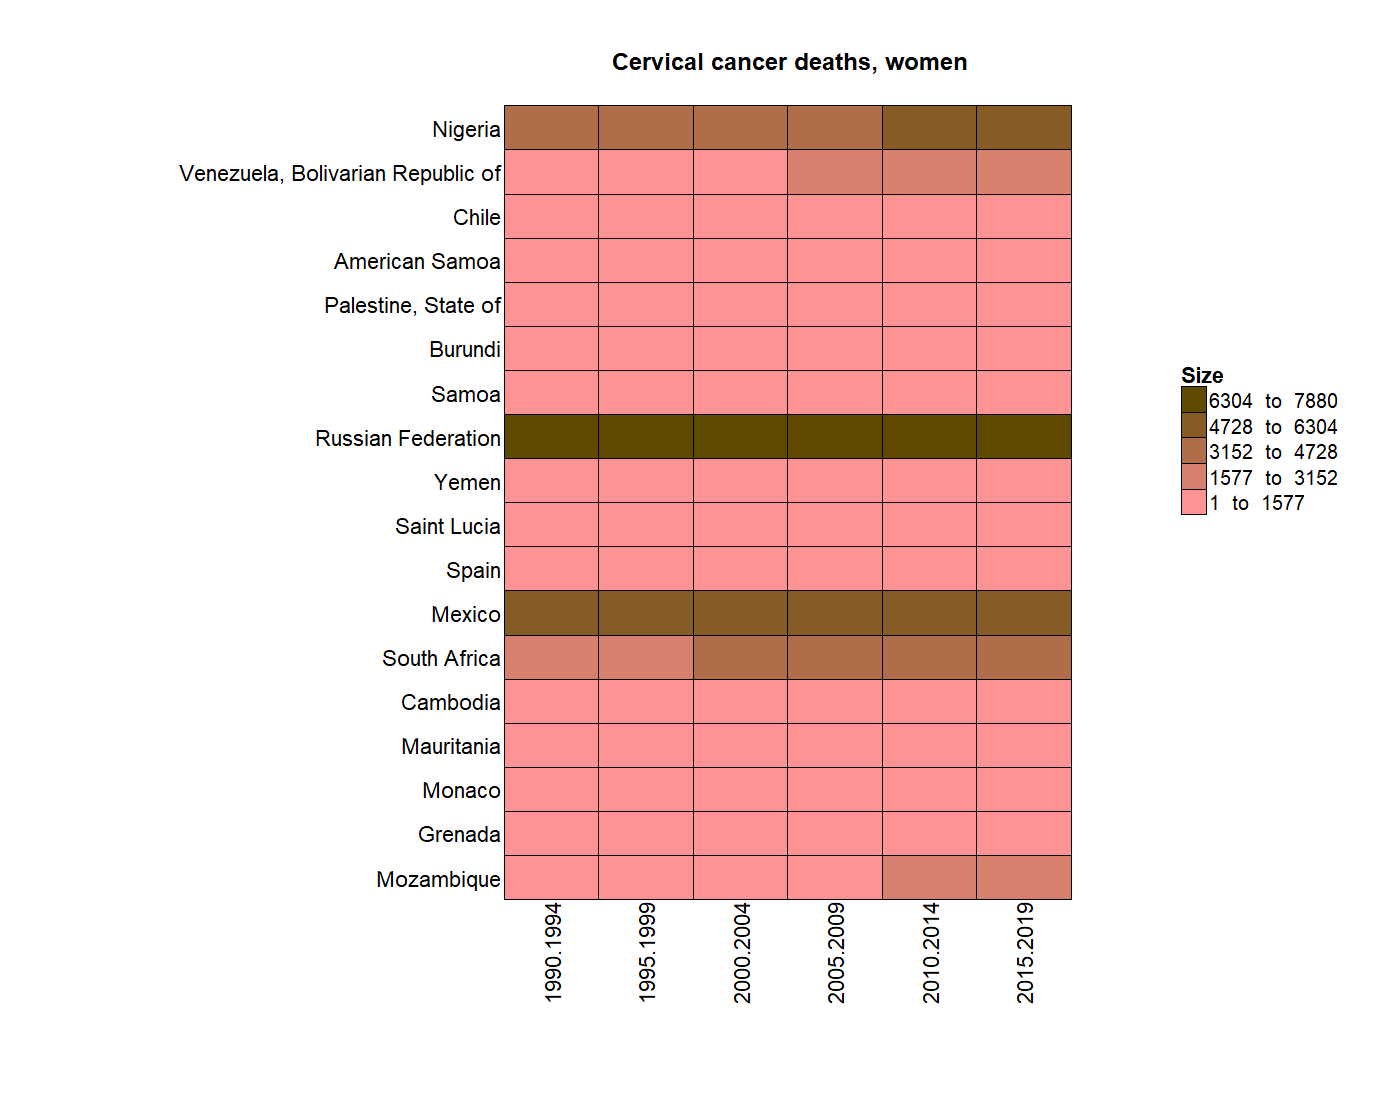 Cervical cancer deaths, women
Nigeria
Venezuela, Bolivarian Republic of
Chile
American Samoa
Palestine, State of
Burundi
Samoa
Russian Federation
Yemen
Saint Lucia
Spain
Mexico
South Africa
Cambodia
Mauritania
Monaco
Grenada
Mozambique
1990.1994
1995.1999
2000.2004
2005.2009
2010.2014
2015.2019
Size
6304 to 7880
4728 to 6304
3152 to 4728
1577 to 3152
1 to 1577